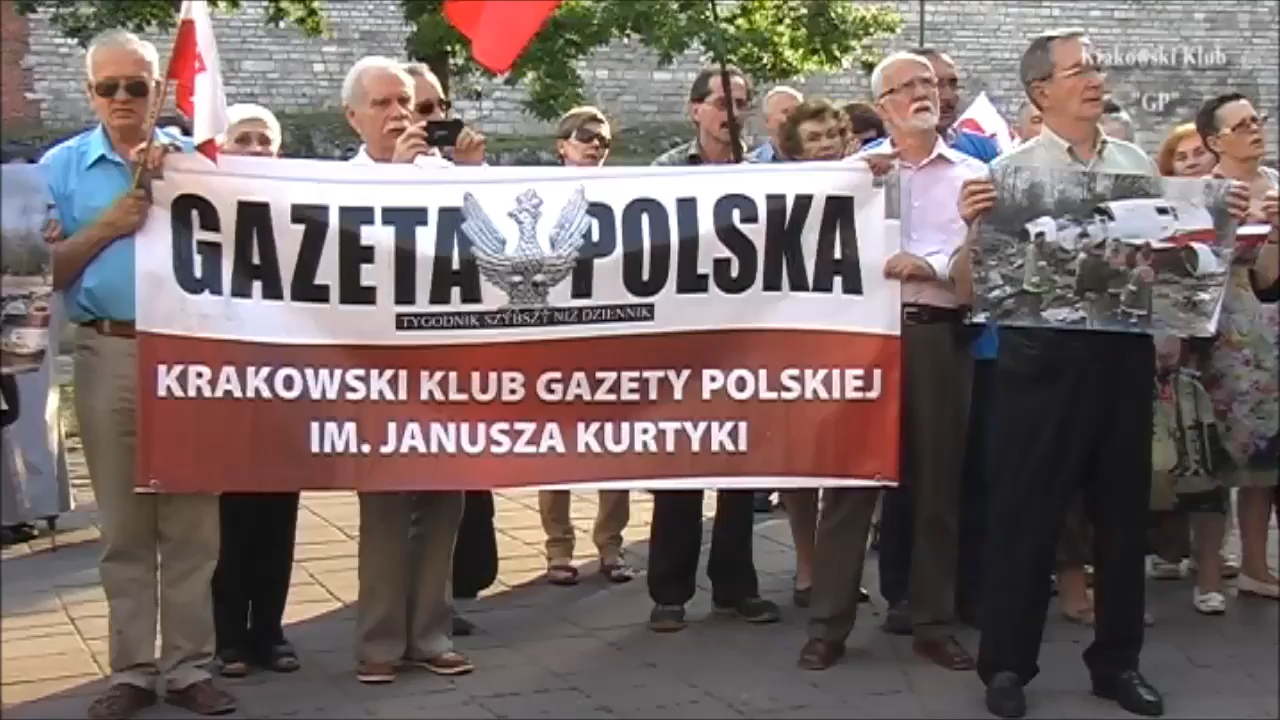 Krakowski Klub
"GP"
GAZETA POLSKA
TYGODNIK SZYBSZY NIŻ DZIENNIK
KRAKOWSKI KLUB GAZETY POLSKIEJ
IM. JANUSZA KURTYKI